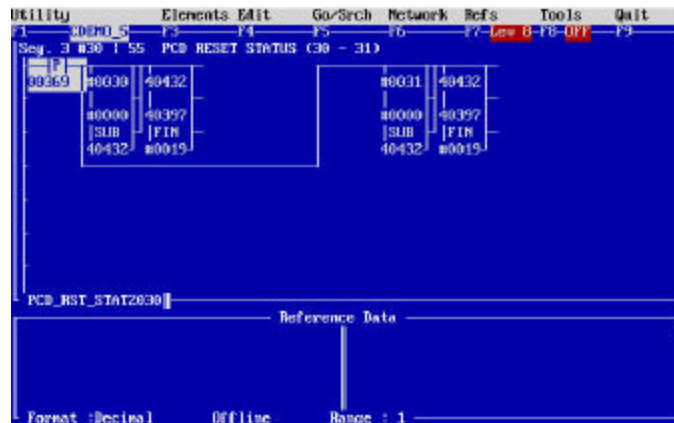 Utility Elements Edit Go/Srch Network Refs Tools Quit
F1 EDEMO_5 F3 F4 F5 F6 F7-Lev 8-F8-OFF F9
Seg. 3 #30 / 55 PCD RESET STATUS (30 - 31)
P
00369 #0030 40432 #0031 40432
#0000 40397 #0000 40397
SUB FIN SUB FIN
40432 #0019 40432 #0019
PCD_RST_STAT2030
Reference Data
Format :Decimal Offline Range : 1